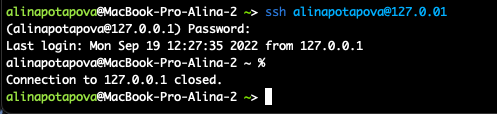 alinapotapova@MacBook-Pro-Alina-2 ~> ssh alinapotapova@127.0.01
(alinapotapova@127.0.0.1) Password:
Last login: Mon Sep 19 12:27:35 2022 from 127.0.0.1
alinapotapova@MacBook-Pro-Alina-2 ~ %
Connection to 127.0.0.1 closed.
alinapotapova@MacBook-Pro-Alina-2 ~>